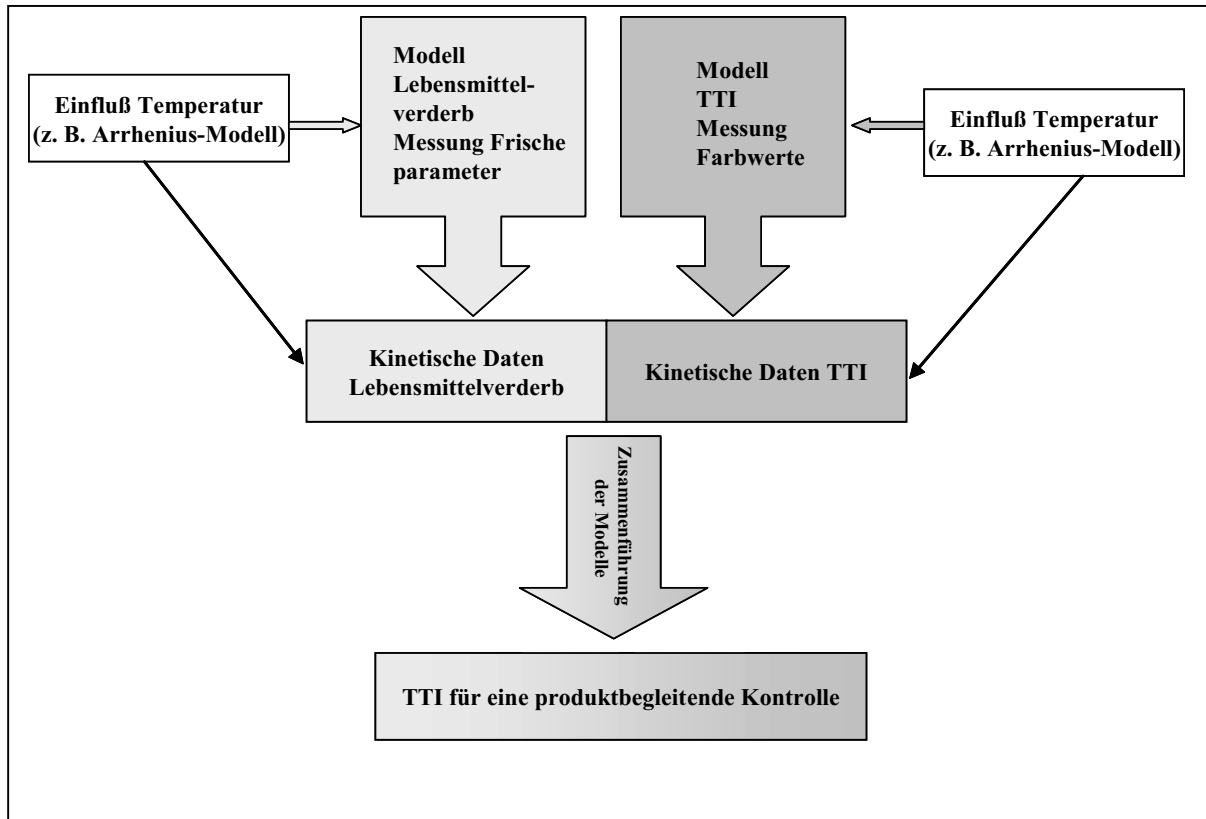 Einfluß Temperatur
(z. B. Arrhenius-Modell)
Modell
Lebensmittel-
verderb
Messung Frische
parameter
Modell
TTI
Messung
Farbwerte
Einfluß Temperatur
(z. B. Arrhenius-Modell)
Kinetische Daten
Lebensmittelverderb
Kinetische Daten TTI
Zusammenführung
der Modelle
TTI für eine produktbegleitende Kontrolle